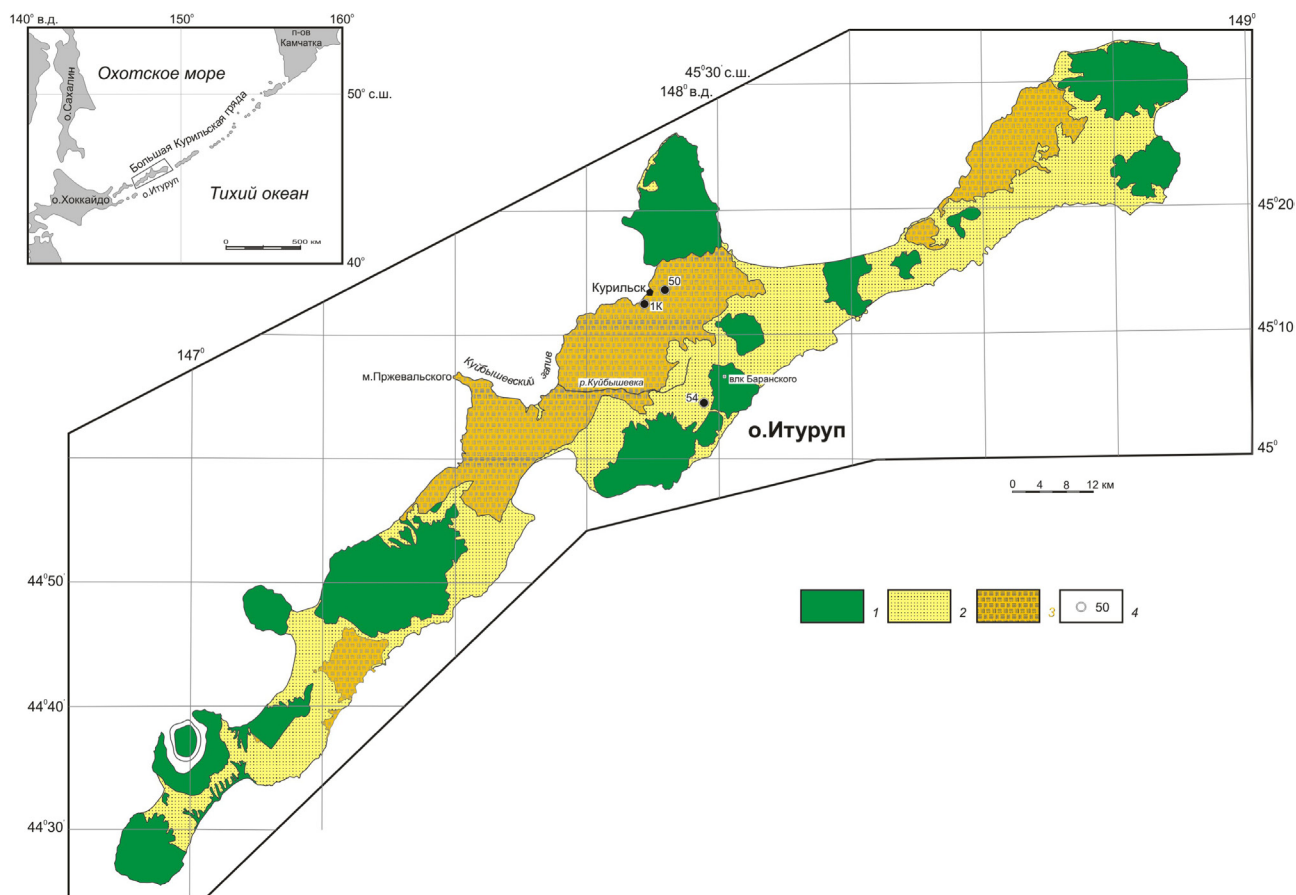 140° в.д.
150°
160°
п-ов
Камчатка
Охотское море
о.Сахалин
50° с.ш.
Большая Курильская гряда
о.Итуруп
о.Хоккайдо
Тихий океан
0 500 км
40°
149°
45°30' с.ш.
148° в.д.
45°20'
50
Курильск
1К
45°10'
147°
Куйбышевский залив
м.Пржевальского
р.Куйбышевка
влк Баранского
54
о.Итуруп
45°
0 4 8 12 км
44°50'
1
2
3
50
4
44°40'
44°30'